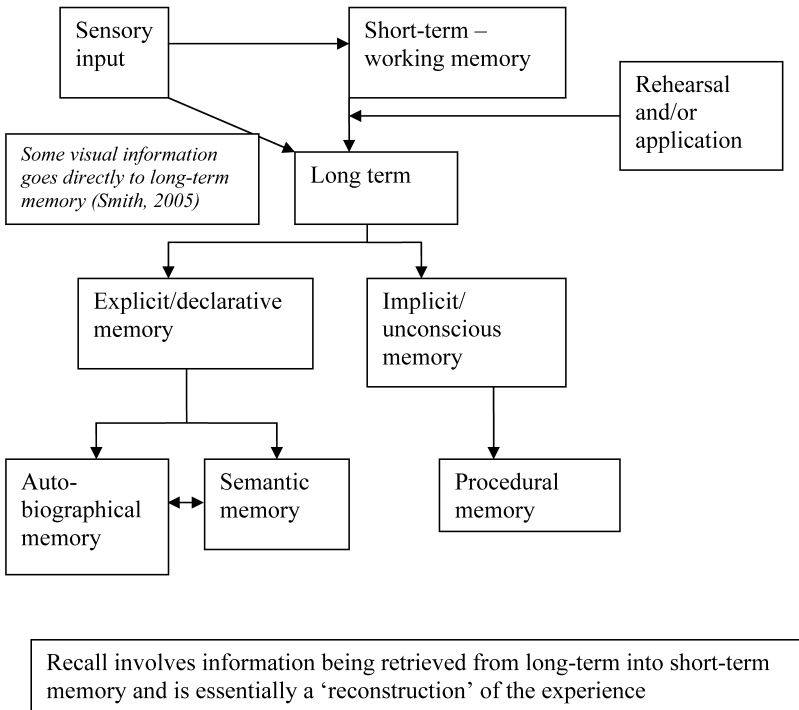 Sensory
input
Short-term –
working memory
Rehearsal
and/or
application
Some visual information
goes directly to long-term
memory (Smith, 2005)
Long term
Explicit/declarative
memory
Implicit/
unconscious
memory
Auto-
biographical
memory
Semantic
memory
Procedural
memory
Recall involves information being retrieved from long-term into short-term
memory and is essentially a ‘reconstruction’ of the experience